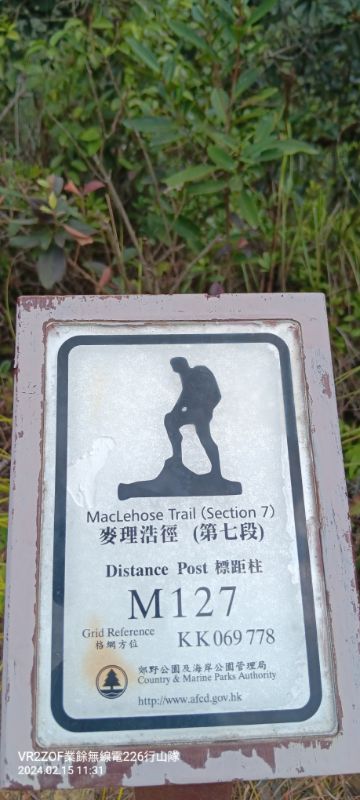 MacLehose Trail (Section 7)
麥理浩徑 (第七段)
Distance Post 標距柱
M127
Grid Reference
格網方位
KK069778
郊野公園及海岸公園管理局
Country & Marine Parks Authority
http://www.afcd.gov.hk
VR2ZOF業餘無線電226行山隊
2024.02.15 11:31